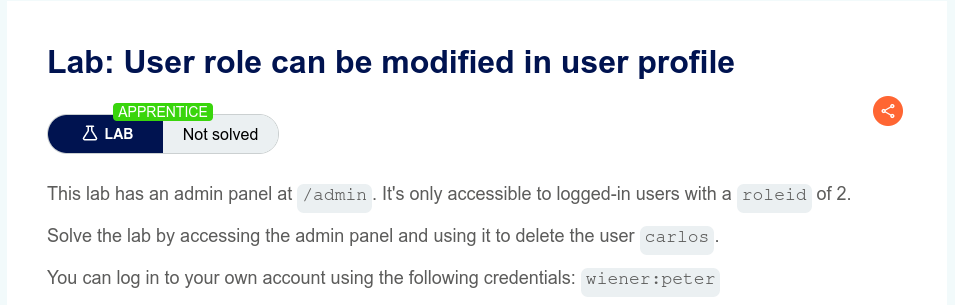 Lab: User role can be modified in user profile
APPRENTICE
LAB Not solved
This lab has an admin panel at /admin. It's only accessible to logged-in users with a roleid of 2.
Solve the lab by accessing the admin panel and using it to delete the user carlos.
You can log in to your own account using the following credentials: wiener:peter